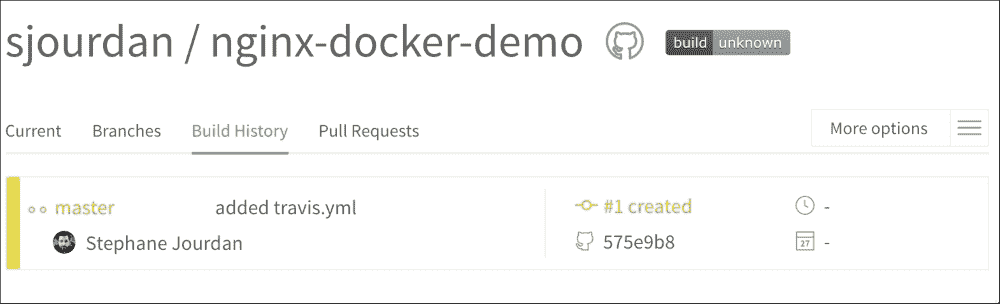 sjourdan / nginx-docker-demo
build unknown
Current Branches Build History Pull Requests
More options
master added travis.yml #1 created -
Stephane Jourdan 575e9b8 27 -